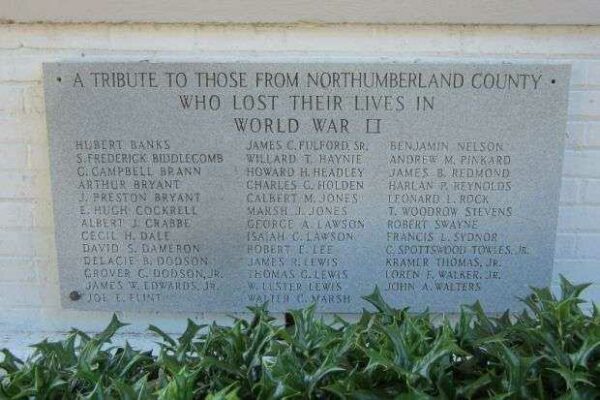 • A TRIBUTE TO THOSE FROM NORTHUMBERLAND COUNTY •
WHO LOST THEIR LIVES IN
WORLD WAR II
HUBERT BANKS
S. FREDERICK BIDDLECOMB
C. CAMPBELL BRANN
ARTHUR BRYANT
J. PRESTON BRYANT
E. HUGH COCKRELL
ALBERT J. CRABBE
CECIL H. DALE
DAVID S. DAMERON
DELACIE B. DODSON
GROVER C. DODSON, JR.
JAMES W. EDWARDS, JR.
JOE E. FLINT
JAMES C. FULFORD, SR.
WILLARD T. HAYNIE
HOWARD H. HEADLEY
CHARLES G. HOLDEN
CALBERT M. JONES
MARSH J. JONES
GEORGE A. LAWSON
ISAIAH C. LAWSON
ROBERT E. LEE
JAMES R. LEWIS
THOMAS G. LEWIS
W. LUSTER LEWIS
WALTER C. MARSH
BENJAMIN NELSON
ANDREW M. PINKARD
JAMES B. REDMOND
HARLAN P. REYNOLDS
LEONARD L. ROCK
T. WOODROW STEVENS
ROBERT SWAYNE
FRANCIS L. SYDNOR
C. SPOTTSWOOD TOWLES, JR.
KRAMER THOMAS, JR.
LOREN F. WALKER, JR.
JOHN A. WALTERS